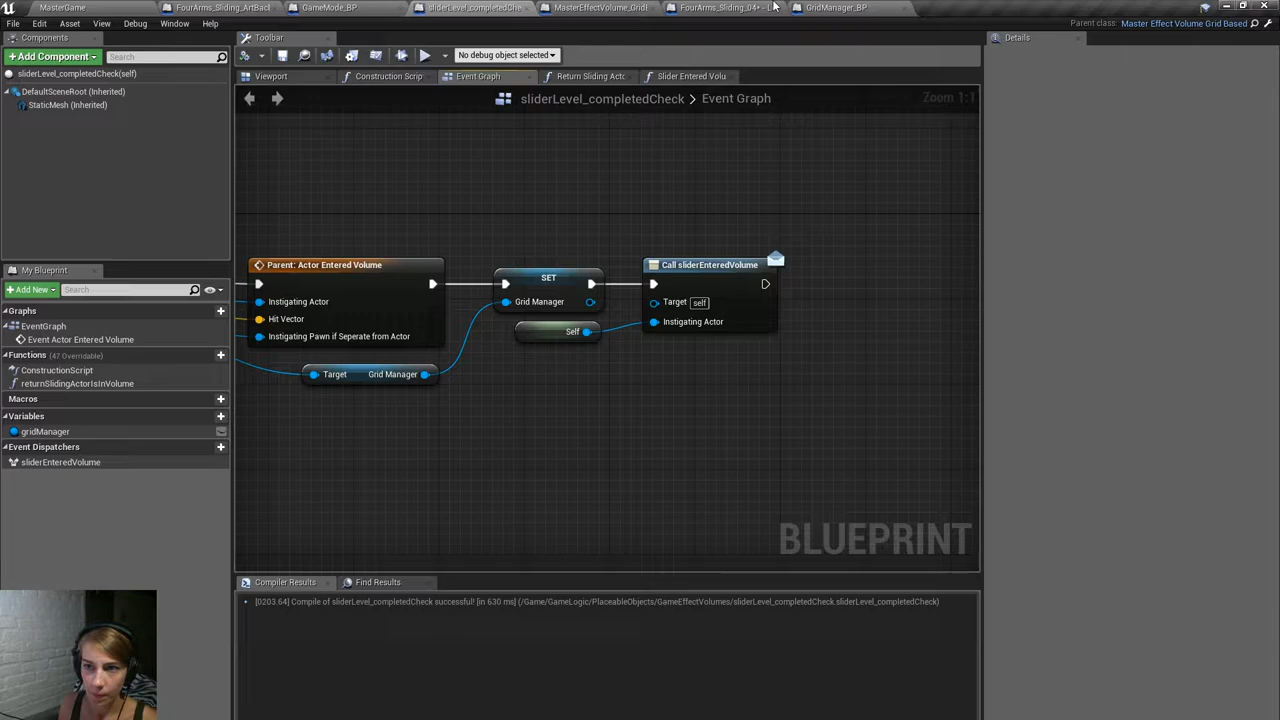 MasterGame
FourArms_Sliding_ArtBacl
GameMode_BP
sliderLevel_completedChe
MasterEffectVolume_Gridl
FourArms_Sliding_04*
GridManager_BP
File Edit Asset View Debug Window Help
Parent class: Master Effect Volume Grid Based
Components
Toolbar
Details
+Add Component
Search
No debug object selected
sliderLevel_completedCheck(self)
DefaultSceneRoot (Inherited)
StaticMesh (Inherited)
Viewport
Construction Scrip
Event Graph
Return Sliding Acto
Slider Entered Volu
sliderLevel_completedCheck > Event Graph
Zoom 1:1
Parent: Actor Entered Volume
Instigating Actor
Hit Vector
Instigating Pawn if Seperate from Actor
Target Grid Manager
SET
Grid Manager
Self
Call sliderEnteredVolume
Target self
Instigating Actor
My Blueprint
+Add New
Search
Graphs
EventGraph
Event Actor Entered Volume
Functions (47 Overridable)
ConstructionScript
returnSlidingActorIsInVolume
Macros
Variables
gridManager
Event Dispatchers
sliderEnteredVolume
BLUEPRINT
Compiler Results
Find Results
[0203.64] Compile of sliderLevel_completedCheck successful! [in 630 ms] (/Game/GameLogic/PlaceableObjects/GameEffectVolumes/sliderLevel_completedCheck.sliderLevel_completedCheck)